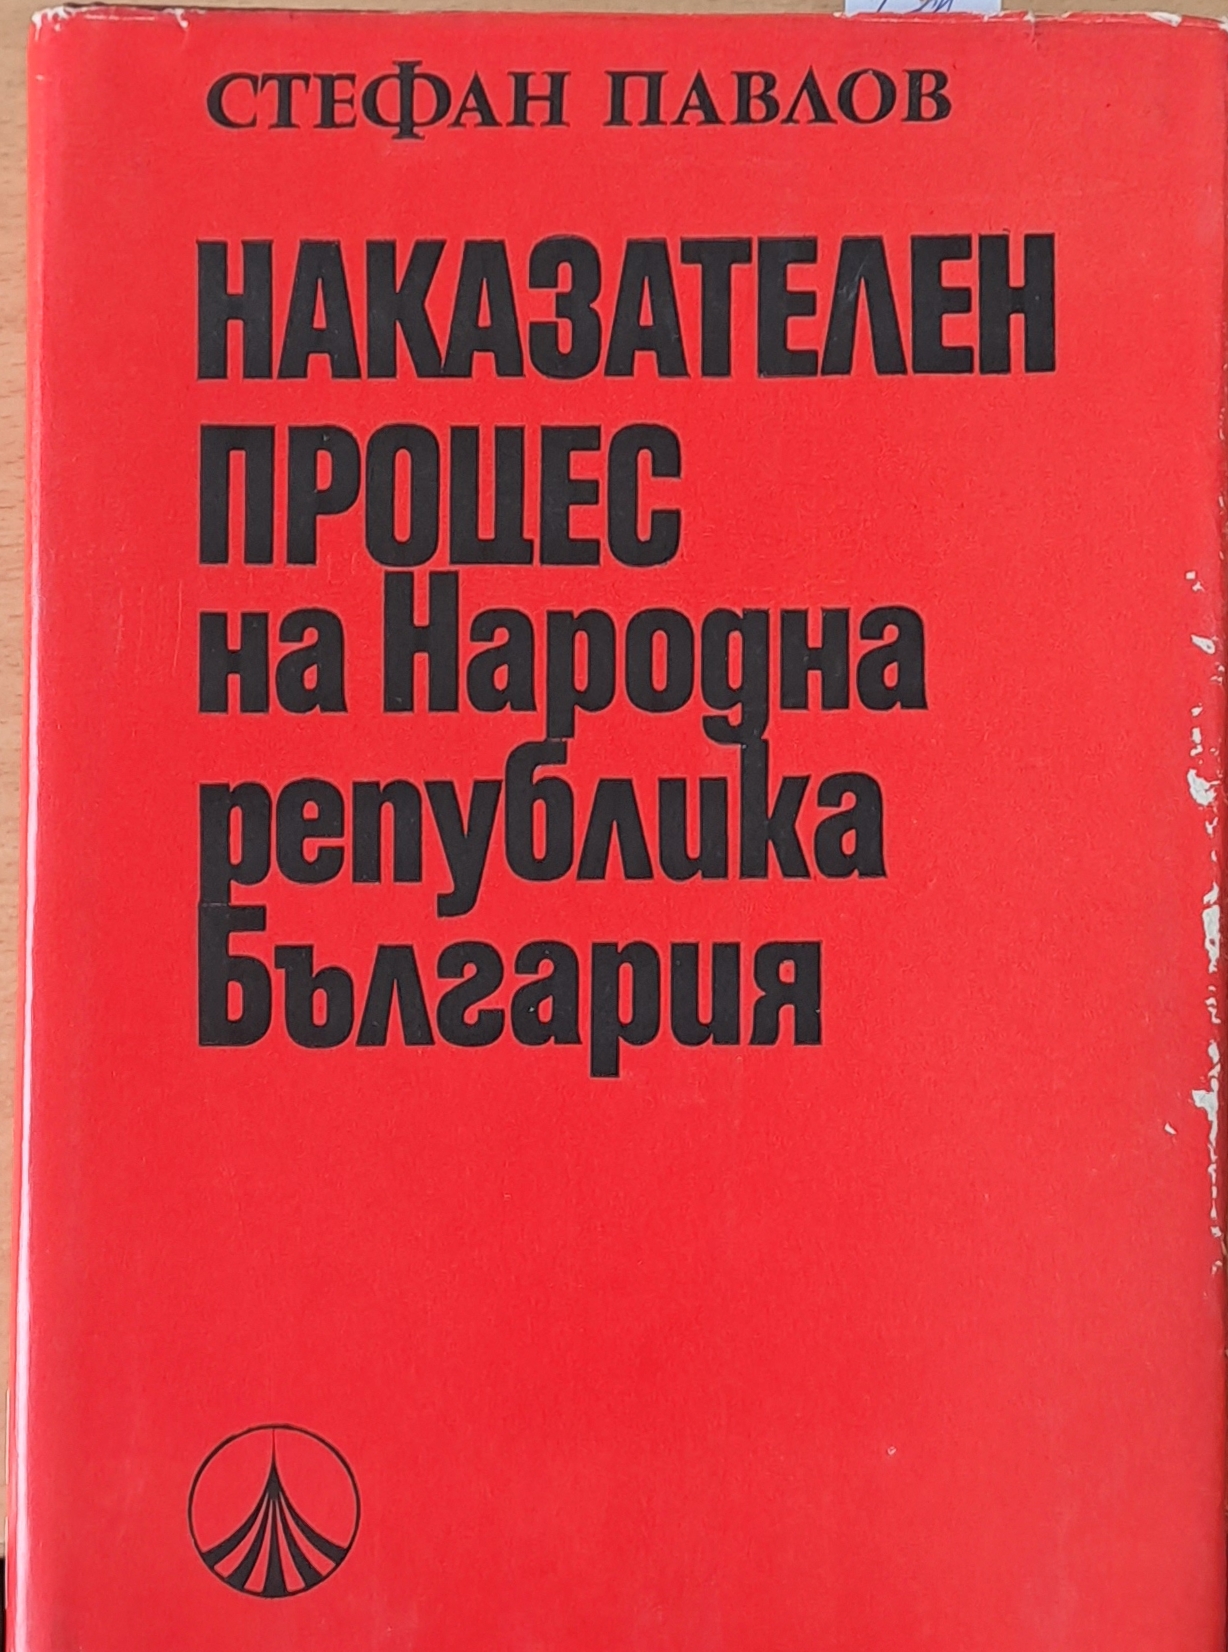 СТЕФАН ПАВЛОВ
НАКАЗАТЕЛЕН
ПРОЦЕС
на Народна
република
България